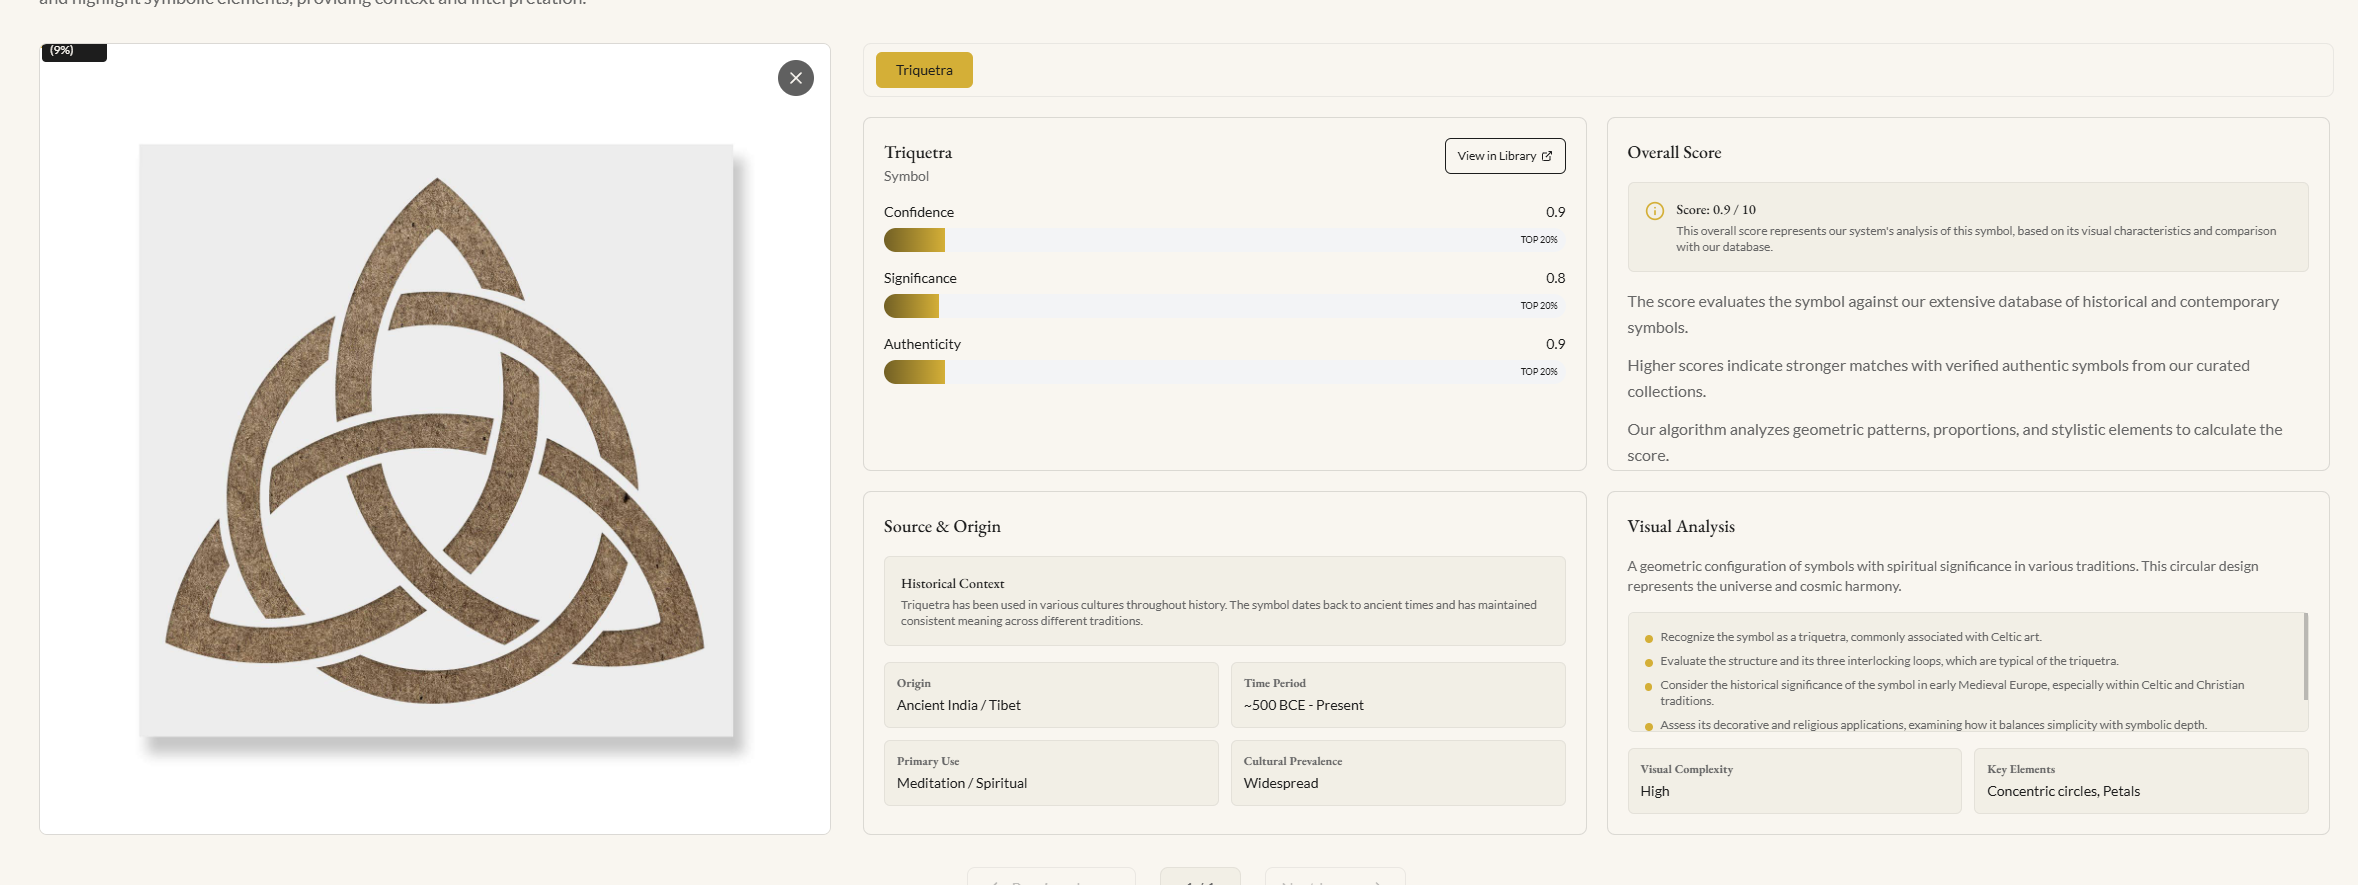 and highlight symbolic elements, providing context and interpretation.
(9%)
Triquetra
Triquetra
Symbol
View in Library
Confidence
0.9
TOP 20%
Significance
0.8
TOP 20%
Authenticity
0.9
TOP 20%
Overall Score
Score: 0.9 / 10
This overall score represents our system's analysis of this symbol, based on its visual characteristics and comparison
with our database.
The score evaluates the symbol against our extensive database of historical and contemporary
symbols.
Higher scores indicate stronger matches with verified authentic symbols from our curated
collections.
Our algorithm analyzes geometric patterns, proportions, and stylistic elements to calculate the
score.
Source & Origin
Historical Context
Triquetra has been used in various cultures throughout history. The symbol dates back to ancient times and has maintained
consistent meaning across different traditions.
Origin
Ancient India / Tibet
Time Period
~500 BCE - Present
Primary Use
Meditation / Spiritual
Cultural Prevalence
Widespread
Visual Analysis
A geometric configuration of symbols with spiritual significance in various traditions. This circular design
represents the universe and cosmic harmony.
Recognize the symbol as a triquetra, commonly associated with Celtic art.
Evaluate the structure and its three interlocking loops, which are typical of the triquetra.
Consider the historical significance of the symbol in early Medieval Europe, especially within Celtic and Christian
traditions.
Assess its decorative and religious applications, examining how it balances simplicity with symbolic depth.
Visual Complexity
High
Key Elements
Concentric circles, Petals